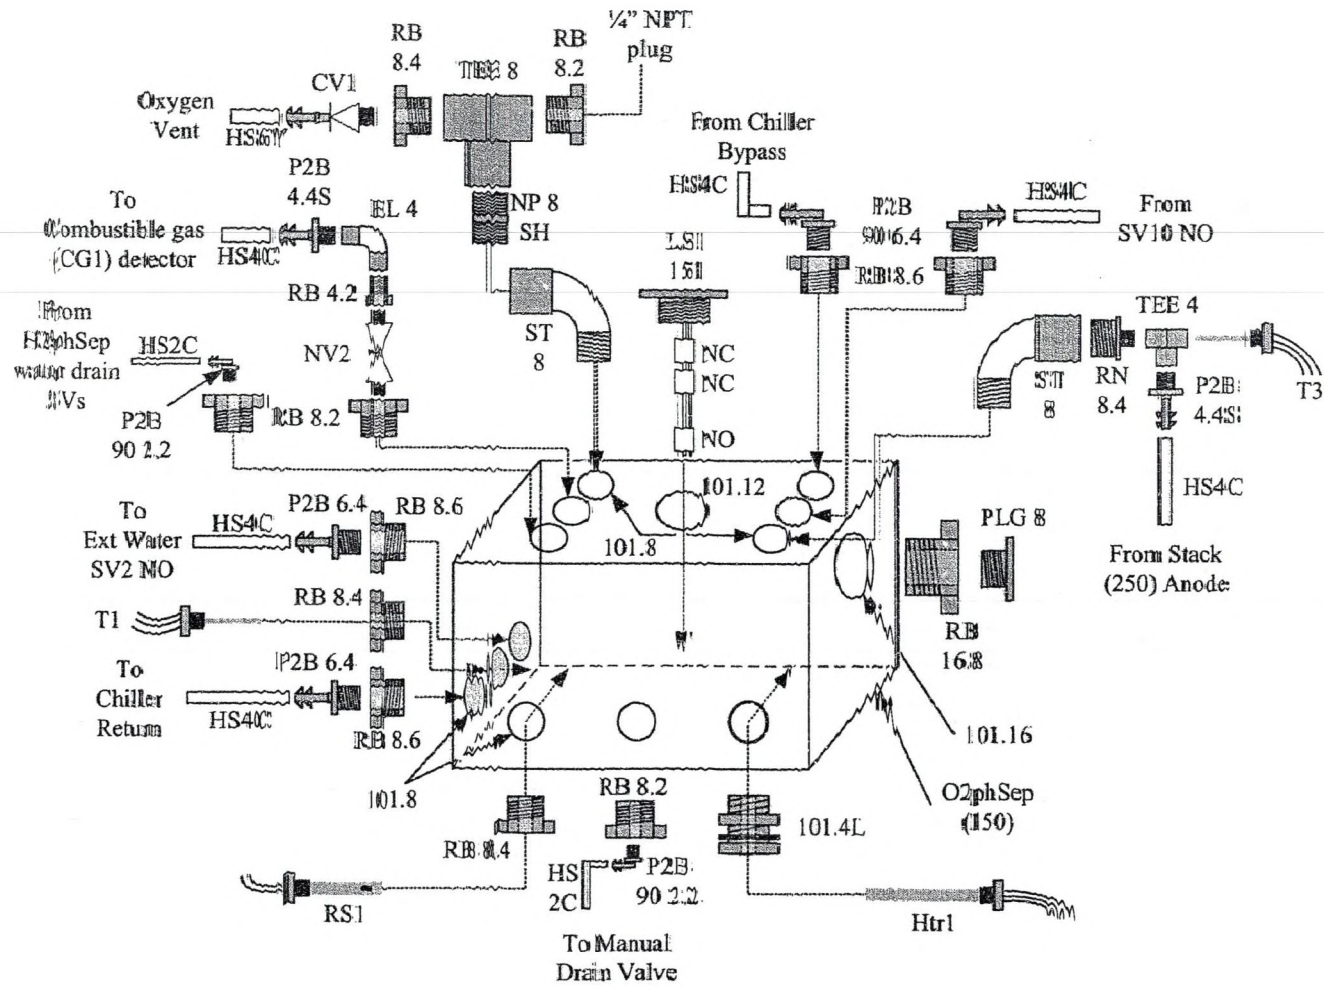 ¼" NPT
plug
RB
8.4
TEE 8
RB
8.2
CV1
Oxygen
Vent
HS6T
From Chiller
Bypass
HS4C
P2B
4.4S
To
Combustible gas
(CG1) detector
HS4C
EL 4
NP 8
SH
P2B
90 6.4
HS4C
From
SV10 NO
LS11
151
RB 8.6
RB 4.2
From
H2phSep
water drain
SVs
HS2C
NV2
ST
8
NC
NC
NO
TEE 4
ST
8
RN
8.4
P2B
4.4S
T3
P2B
90 2.2
RB 8.2
HS4C
From Stack
(250) Anode
101.12
101.8
PLG 8
RB
16.8
To
Ext Water
SV2 NO
HS4C
P2B 6.4
RB 8.6
T1
RB 8.4
To
Chiller
Return
HS4C
P2B 6.4
RB 8.6
101.8
101.16
O2phSep
(150)
RB 8.2
RB 8.4
101.4L
HS
2C
P2B
90 2.2
RS1
Htr1
To Manual
Drain Valve